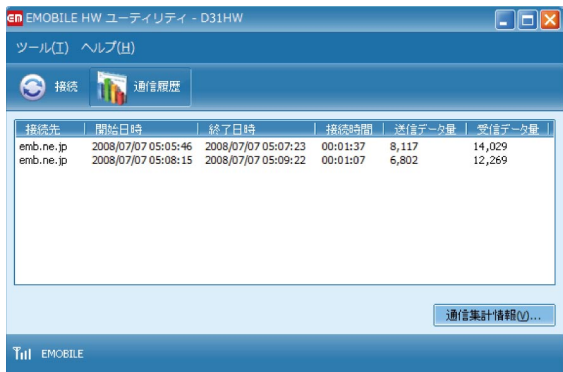 EMOBILE HW ユーティリティ - D31HW
ツール(T) ヘルプ(H)
接続 通信履歴
接続先 開始日時 終了日時 接続時間 送信データ量 受信データ量
emb.ne.jp 2008/07/07 05:05:46 2008/07/07 05:07:23 00:01:37 8,117 14,029
emb.ne.jp 2008/07/07 05:08:15 2008/07/07 05:09:22 00:01:07 6,802 12,269
通信集計情報(V)...
EMOBILE